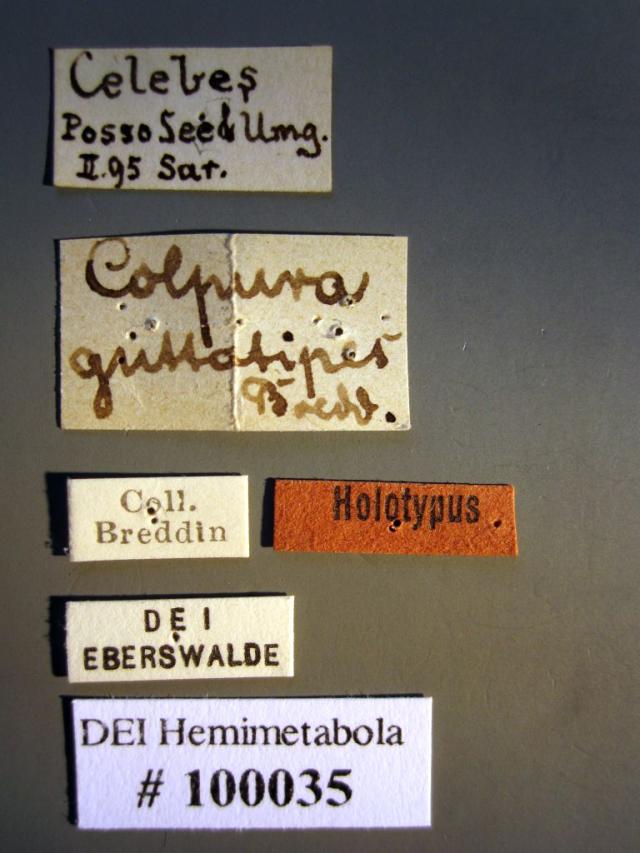 Celebes
Posso See & Umg.
II.95 Sar.
Colpura
guttatipes
Bredd.
Coll.
Breddin
Holotypus
DEI
EBERSWALDE
DEI Hemimetabola
# 100035